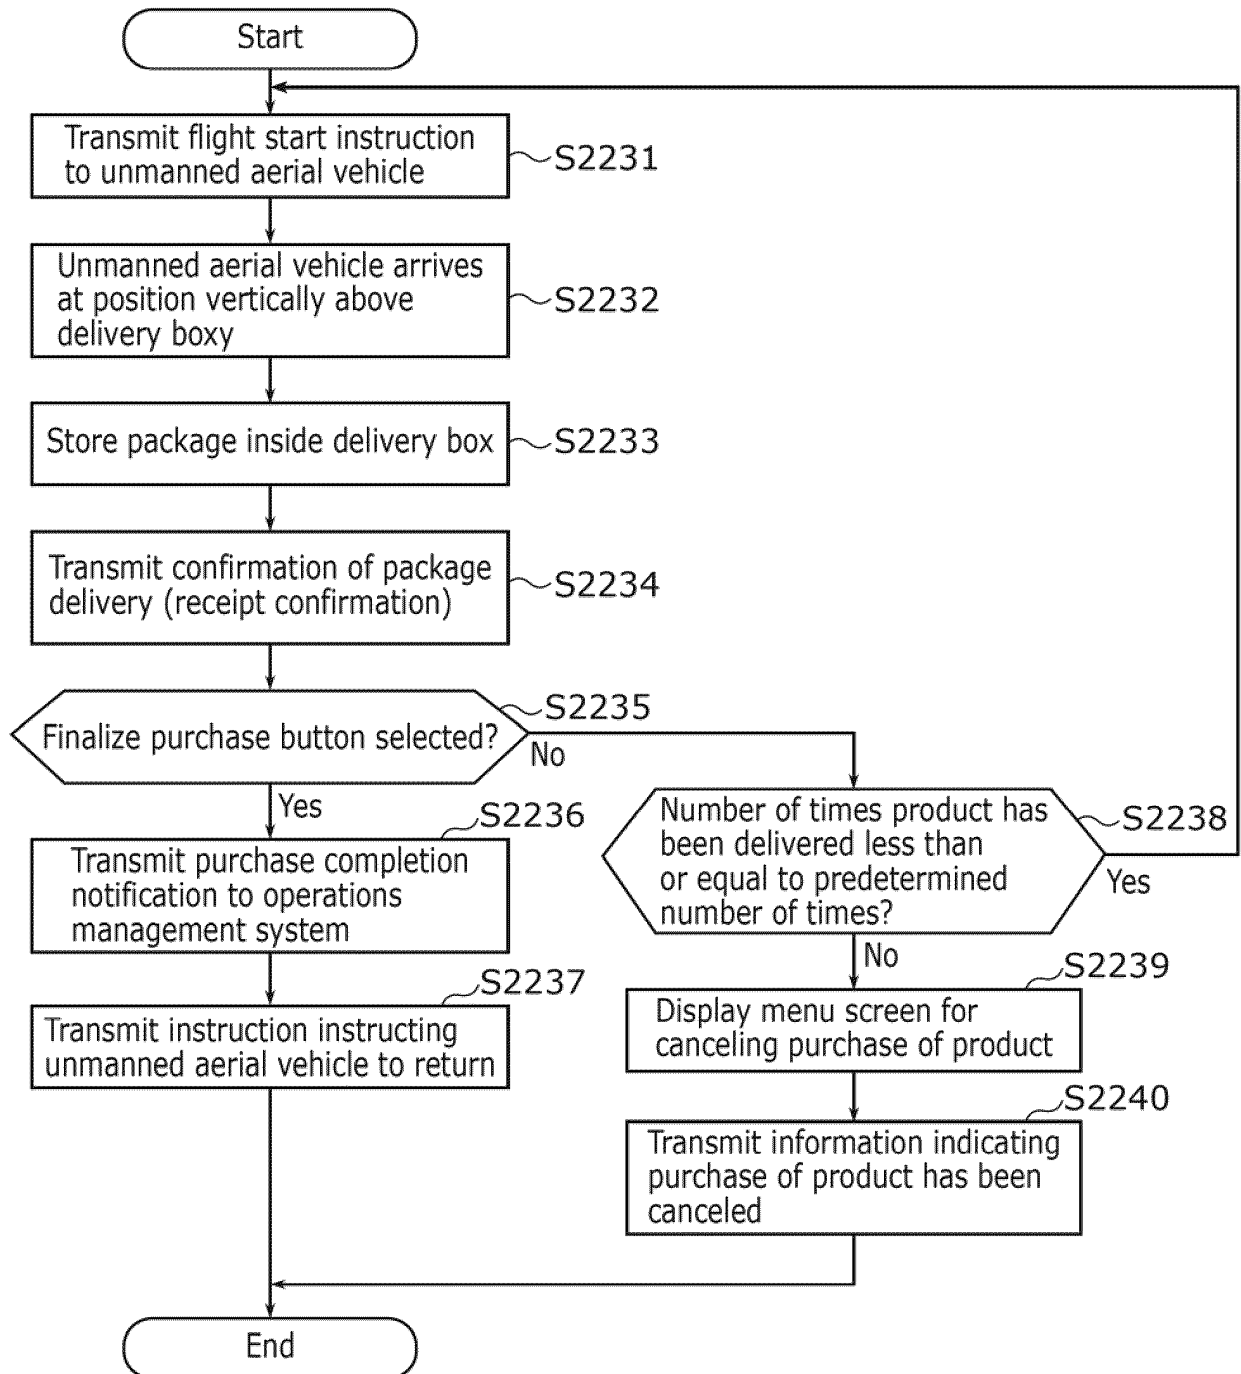 Start
Transmit flight start instruction
to unmanned aerial vehicle
S2231
Unmanned aerial vehicle arrives
at position vertically above
delivery boxy
S2232
Store package inside delivery box
S2233
Transmit confirmation of package
delivery (receipt confirmation)
S2234
Finalize purchase button selected?
S2235
No
Yes
Transmit purchase completion
notification to operations
management system
S2236
Transmit instruction instructing
unmanned aerial vehicle to return
S2237
Number of times product has
been delivered less than
or equal to predetermined
number of times?
S2238
Yes
No
Display menu screen for
canceling purchase of product
S2239
Transmit information indicating
purchase of product has been
canceled
S2240
End